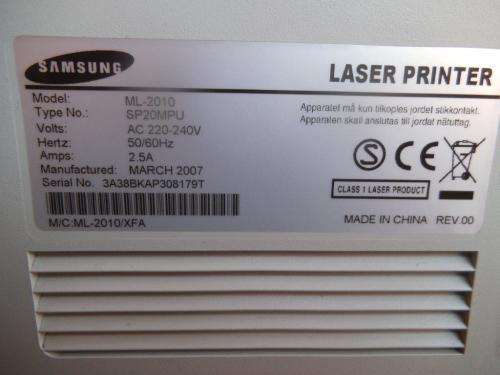 SAMSUNG
LASER PRINTER
Model: ML-2010
Type No.: SP20MPU
Volts: AC 220-240V
Hertz: 50/60Hz
Amps: 2.5A
Manufactured: MARCH 2007
Serial No. 3A38BKAP308179T
M/C:ML-2010/XFA
Apparatet må kun tilkoples jordet stikkontakt.
Apparaten skall anslutas till jordat nätuttag.
S CE
CLASS 1 LASER PRODUCT
MADE IN CHINA REV.00